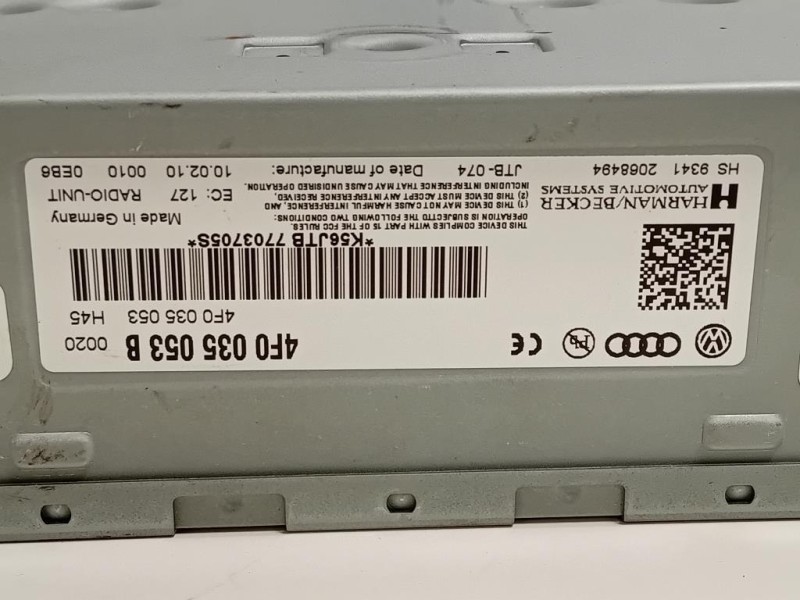 4F0 035 053 B
0020
4F0 035 053
H45
*K56JTB 7703705S*
THIS DEVICE COMPLIES WITH PART 15 OF THE FCC RULES.
OPERATION IS SUBJECTED TO THE FOLLOWING TWO CONDITIONS:
(1) THIS DEVICE MAY NOT CAUSE HARMFUL INTERFERENCE, AND,
(2) THIS DEVICE MUST ACCEPT ANY INTERFERENCE RECEIVED,
INCLUDING INTERFERENCE THAT MAY CAUSE UNDISIRED OPERATION.
Made in Germany
HARMAN/BECKER
AUTOMOTIVE SYSTEMS
EC: 127
RADIO-UNIT
HS 9341 2068494
JTB-074
Date of manufacture:
10.02.10 0010 0EB6